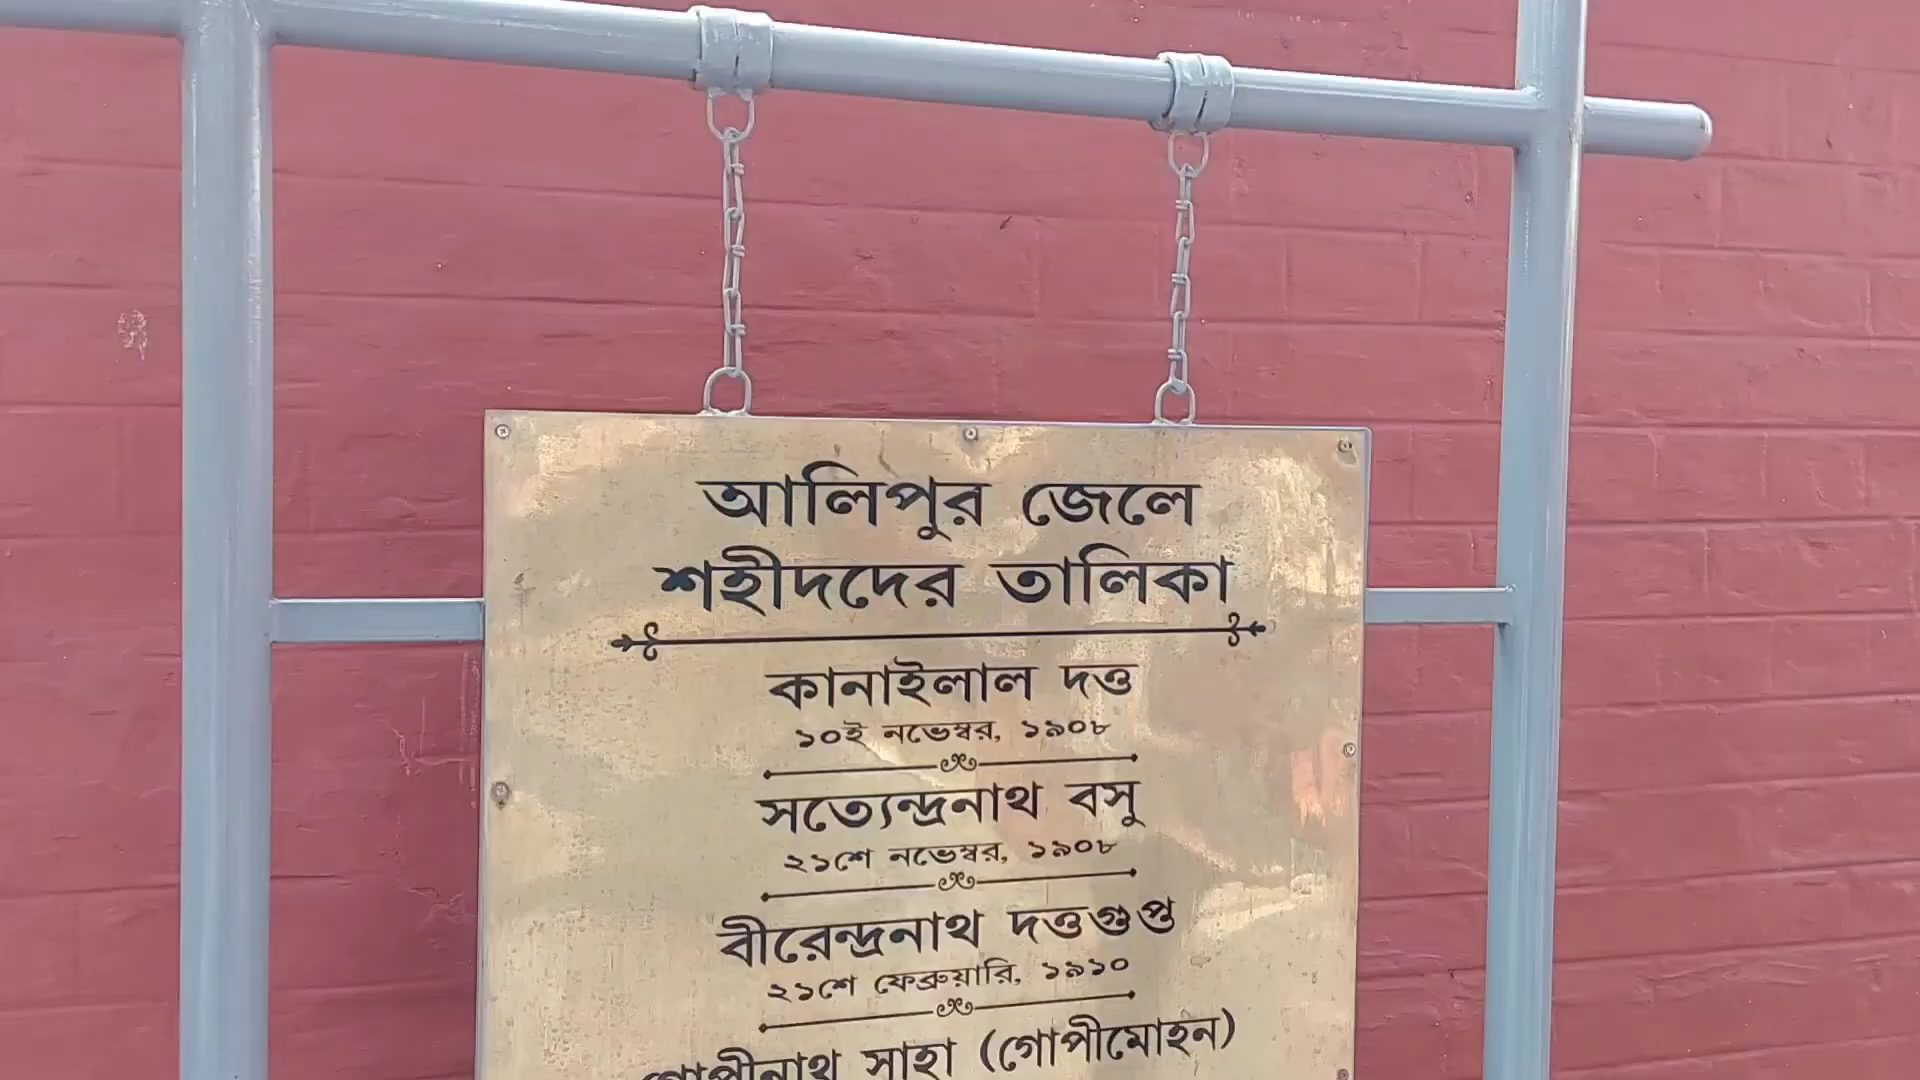 আলিপুর জেলে
শহীদদের তালিকা
কানাইলাল দত্ত
১০ই নভেম্বর, ১৯০৮
সত্যেন্দ্রনাথ বসু
২১শে নভেম্বর, ১৯০৮
বীরেন্দ্রনাথ দত্তগুপ্ত
২১শে ফেব্রুয়ারি, ১৯১০
গোপীনাথ সাহা (গোপীমোহন)